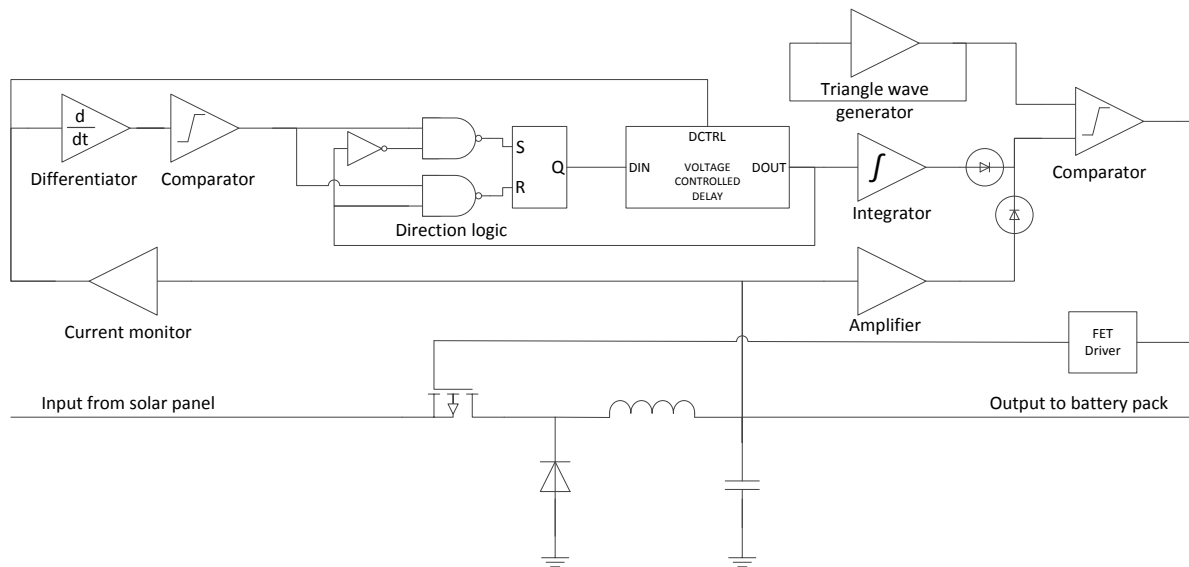 Triangle wave
generator
d
dt
DCTRL
S
Q
DIN
VOLTAGE
CONTROLLED
DELAY
DOUT
∫
R
Differentiator
Comparator
Comparator
Integrator
Direction logic
Current monitor
Amplifier
FET
Driver
Input from solar panel
Output to battery pack